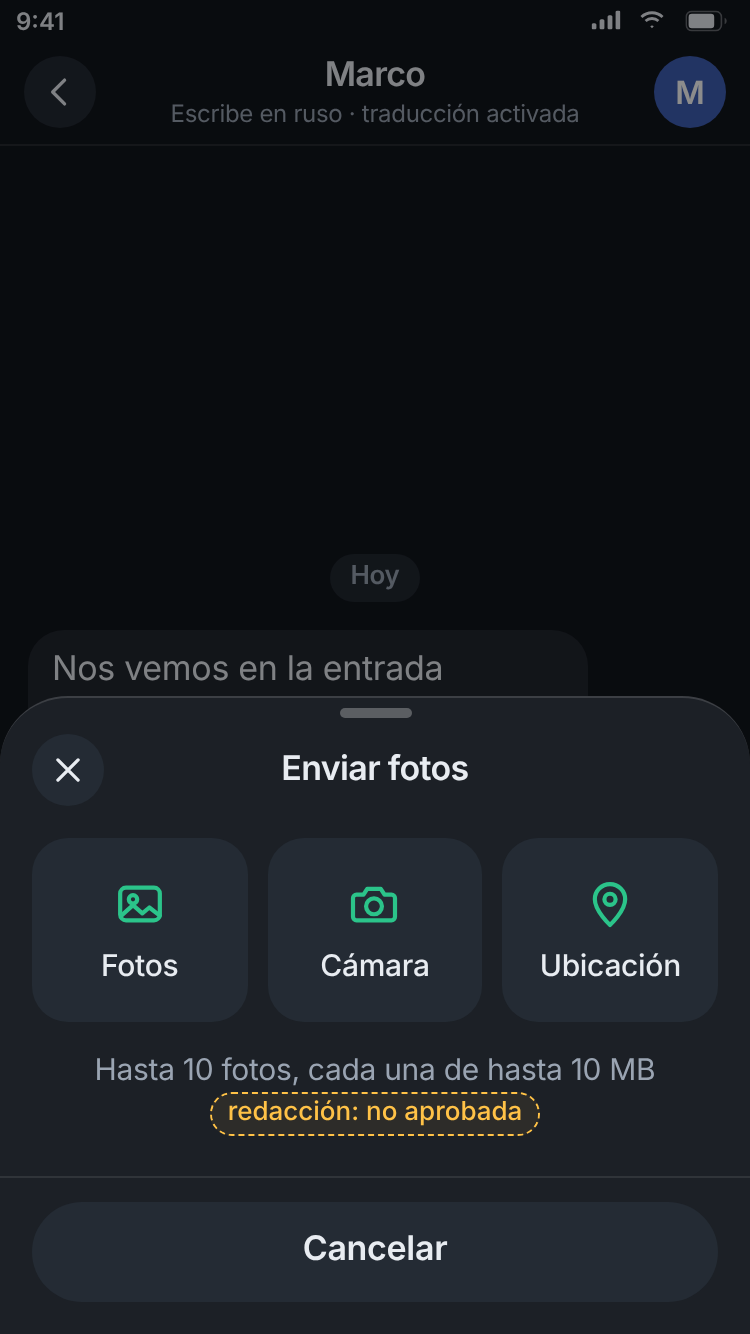 9:41
Marco
Escribe en ruso · traducción activada
M
Hoy
Nos vemos en la entrada
Enviar fotos
Fotos
Cámara
Ubicación
Hasta 10 fotos, cada una de hasta 10 MB
redacción: no aprobada
Cancelar